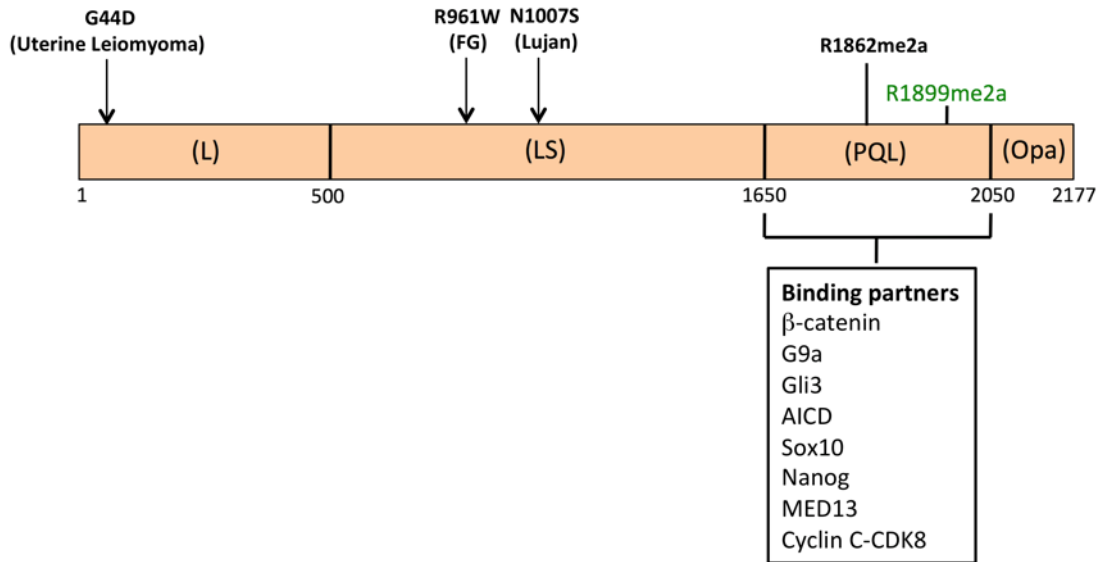 G44D
(Uterine Leiomyoma)
R961W
(FG)
N1007S
(Lujan)
R1862me2a
R1899me2a
(L)
(LS)
(PQL)
(Opa)
1
500
1650
2050
2177
Binding partners
β-catenin
G9a
Gli3
AICD
Sox10
Nanog
MED13
Cyclin C-CDK8